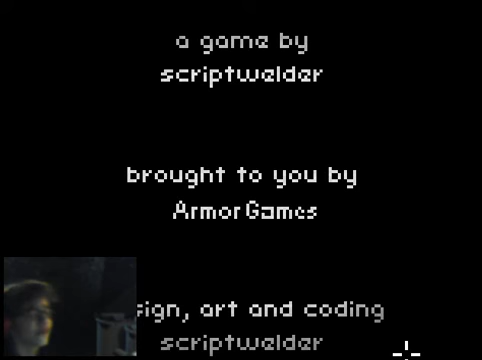 a game by
scriptwelder
brought to you by
ArmorGames
sign, art and coding
scriptwelder